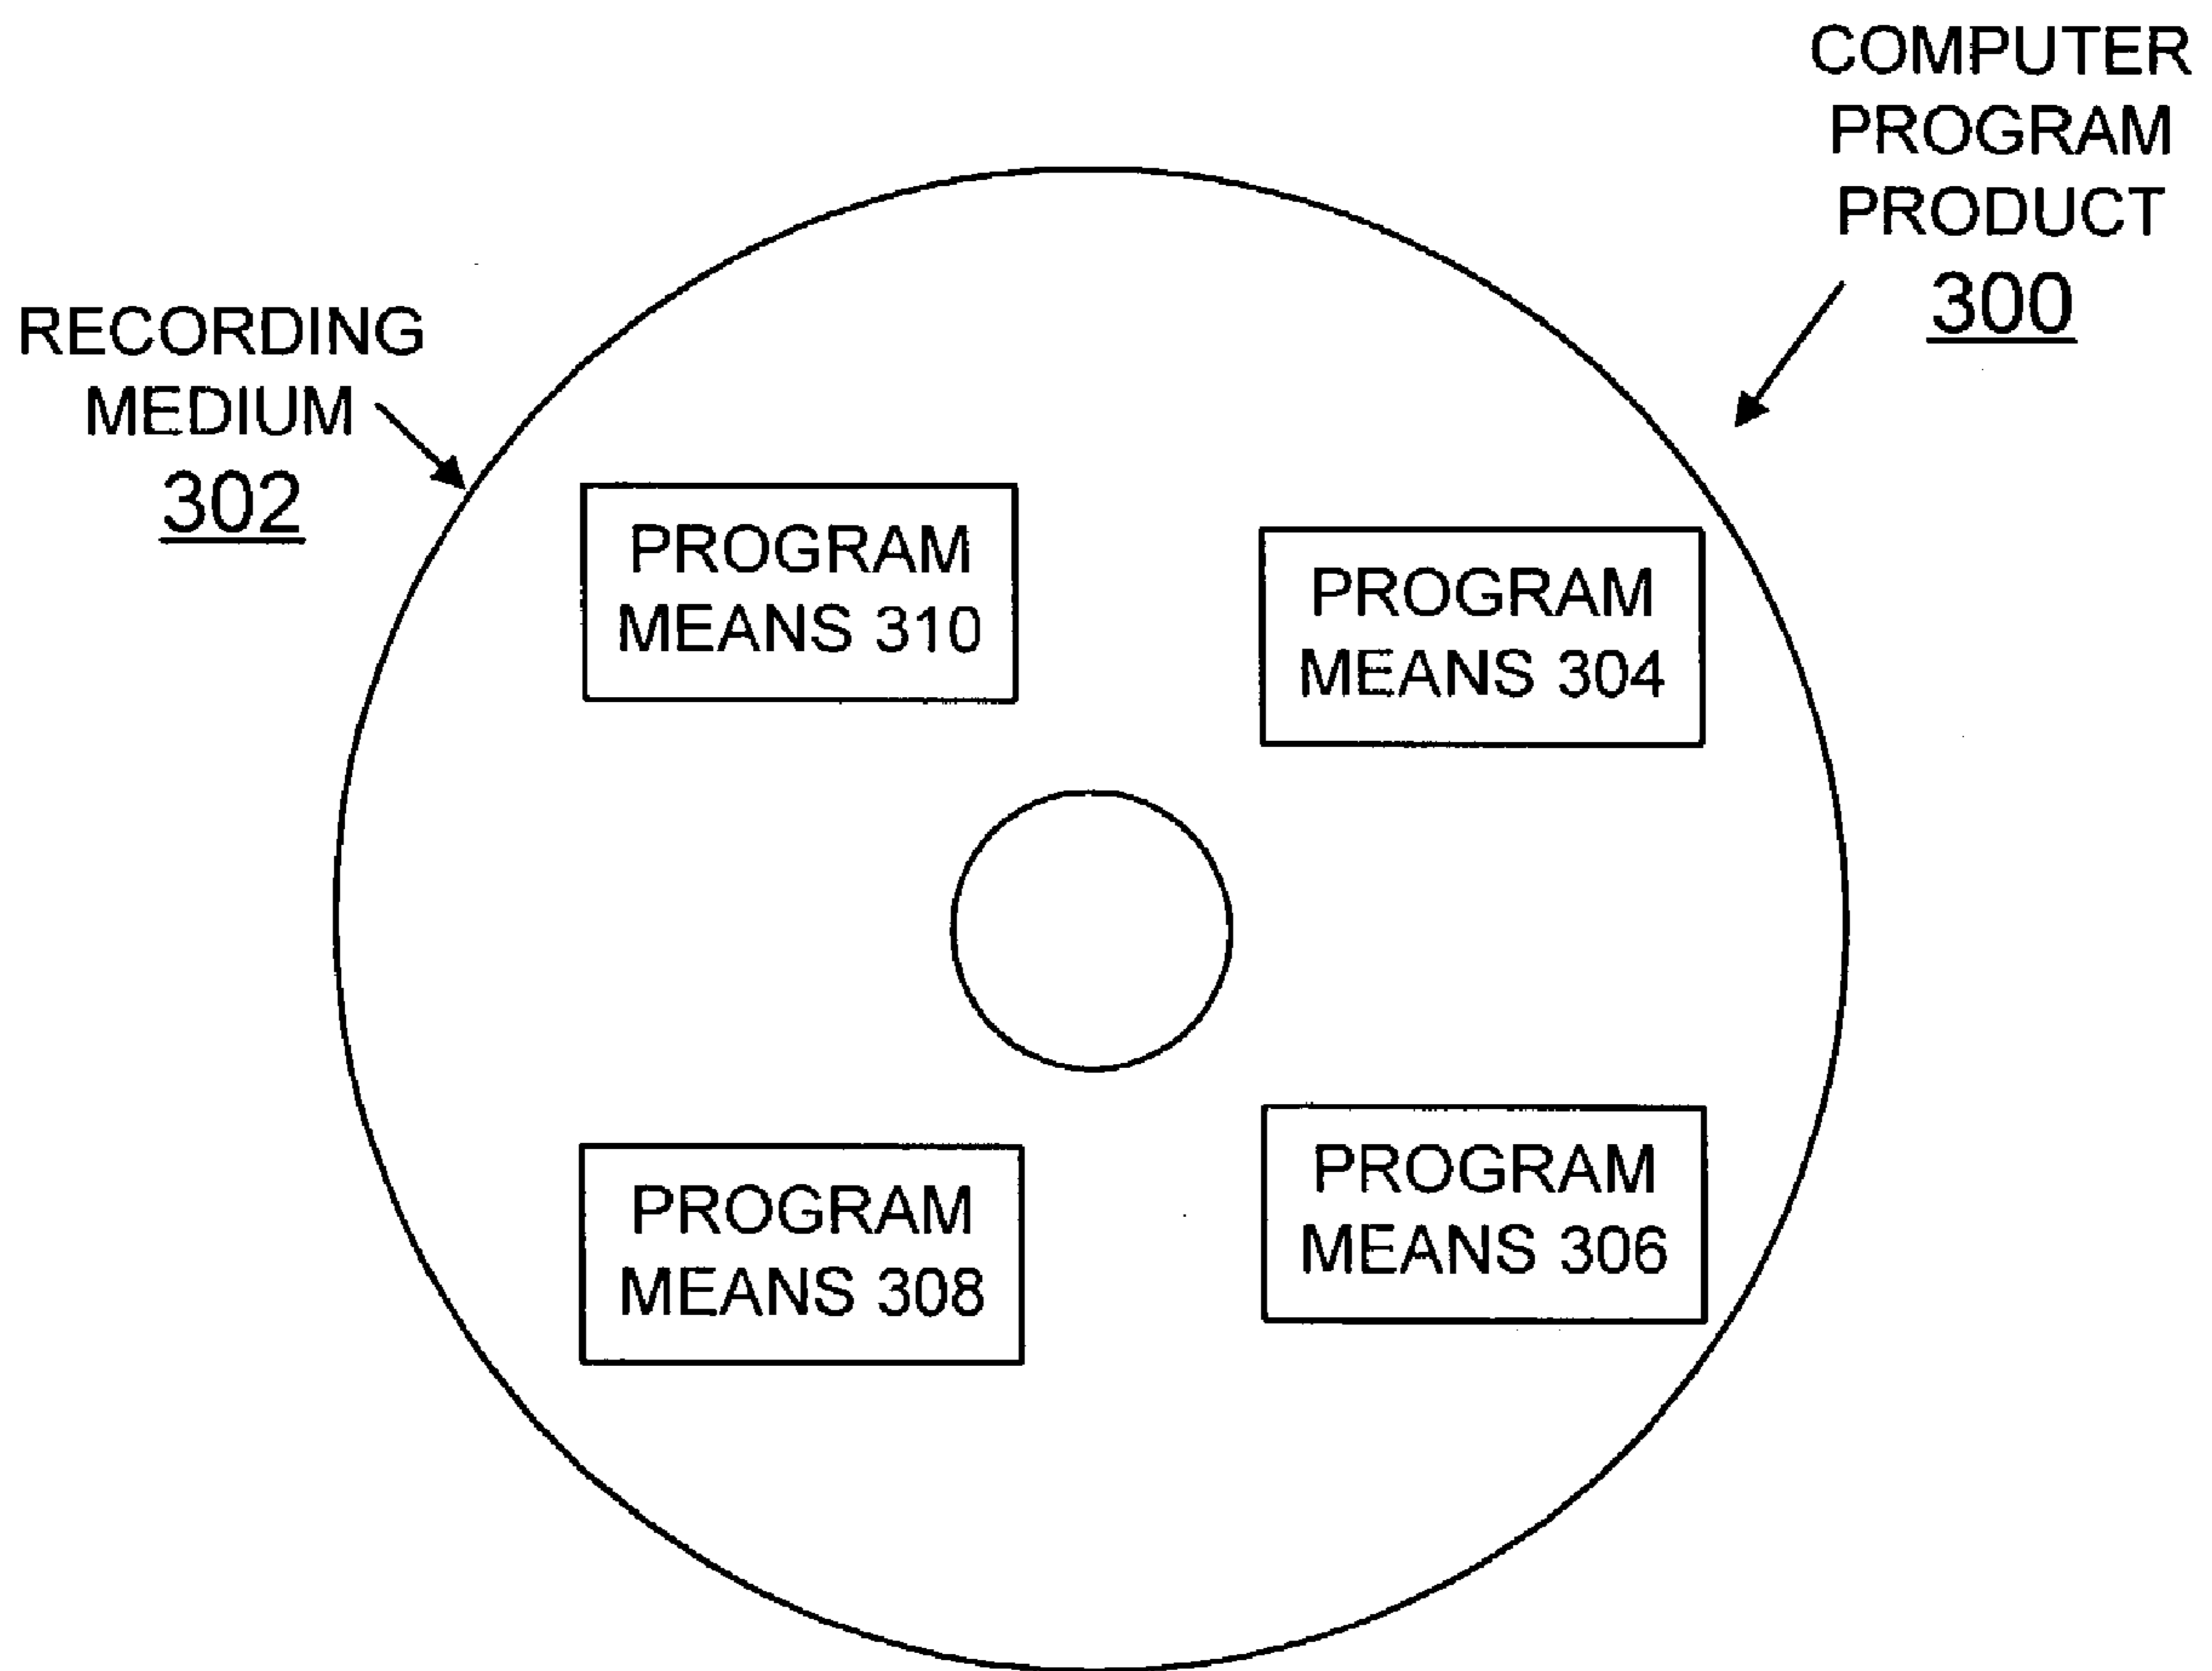 COMPUTER
PROGRAM
PRODUCT
300
RECORDING
MEDIUM
302
PROGRAM
MEANS 310
PROGRAM
MEANS 304
PROGRAM
MEANS 308
PROGRAM
MEANS 306